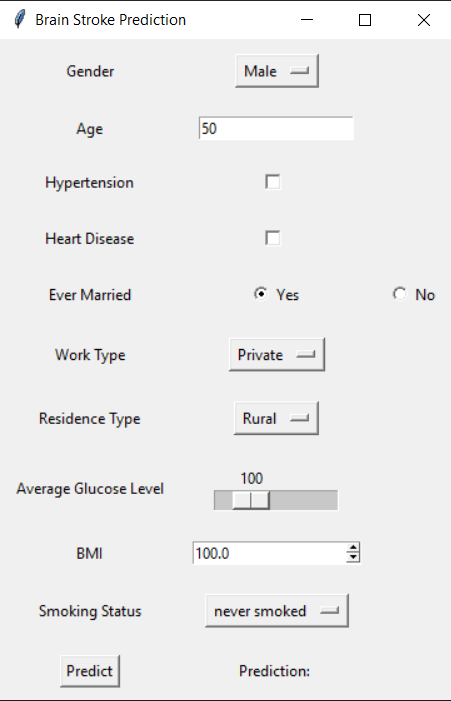 Brain Stroke Prediction
Gender Male
Age 50
Hypertension
Heart Disease
Ever Married Yes No
Work Type Private
Residence Type Rural
100
Average Glucose Level
BMI 100.0
Smoking Status never smoked
Predict Prediction: